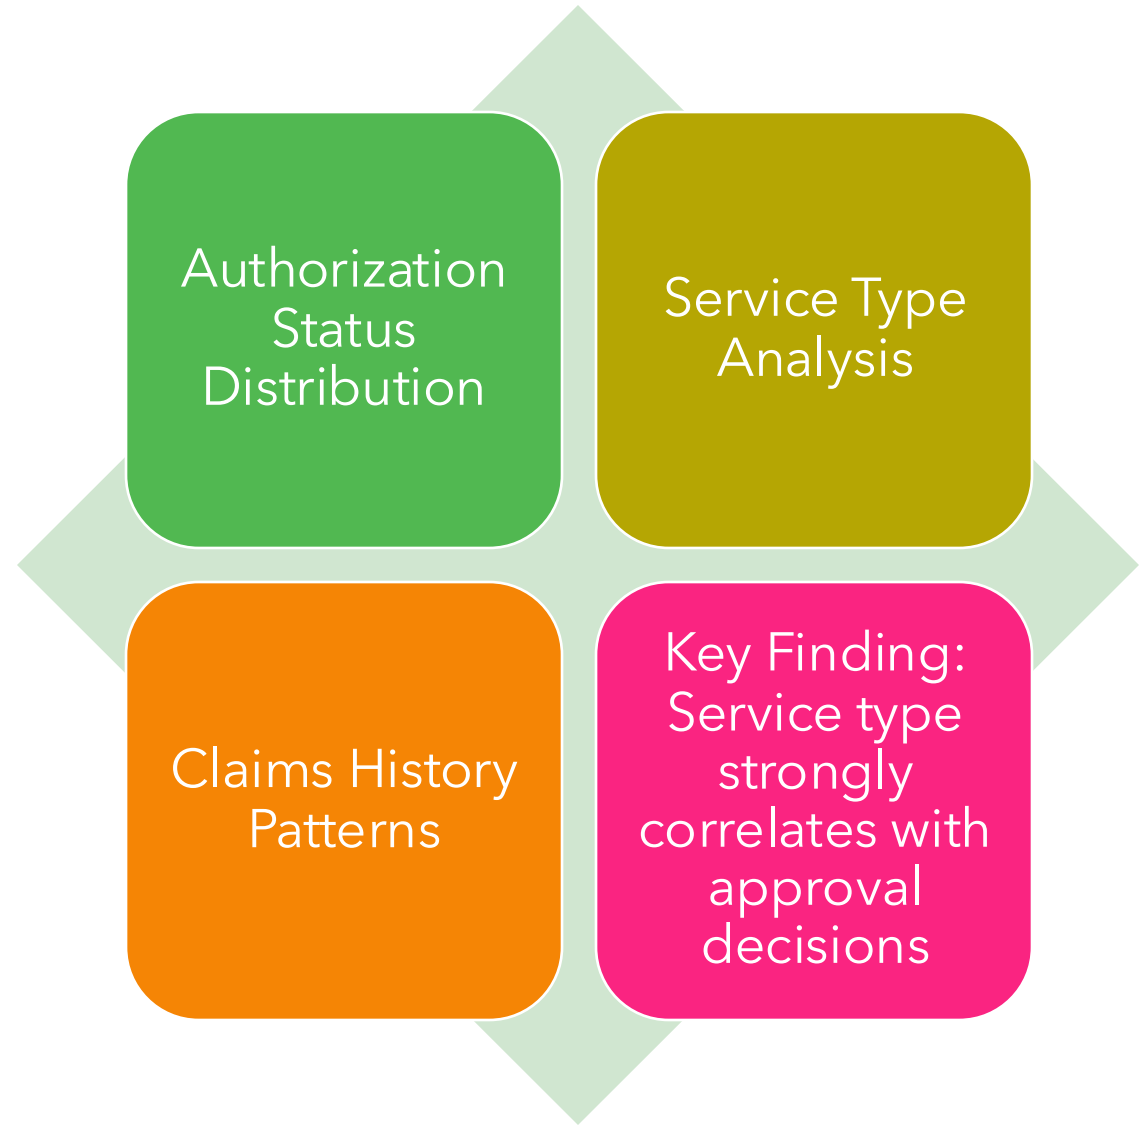 Authorization
Status
Distribution
Service Type
Analysis
Claims History
Patterns
Key Finding:
Service type
strongly
correlates with
approval
decisions